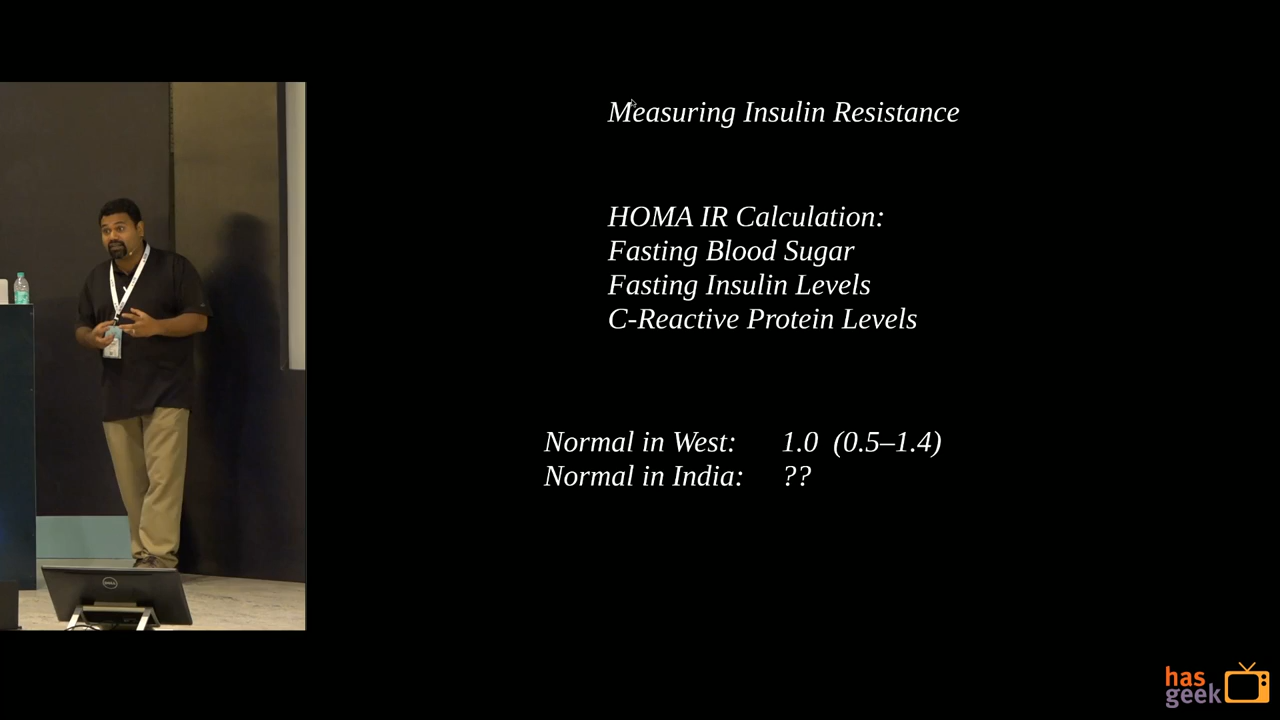 Measuring Insulin Resistance
HOMA IR Calculation:
Fasting Blood Sugar
Fasting Insulin Levels
C-Reactive Protein Levels
Normal in West: 1.0 (0.5–1.4)
Normal in India: ??
DELL
has
geek